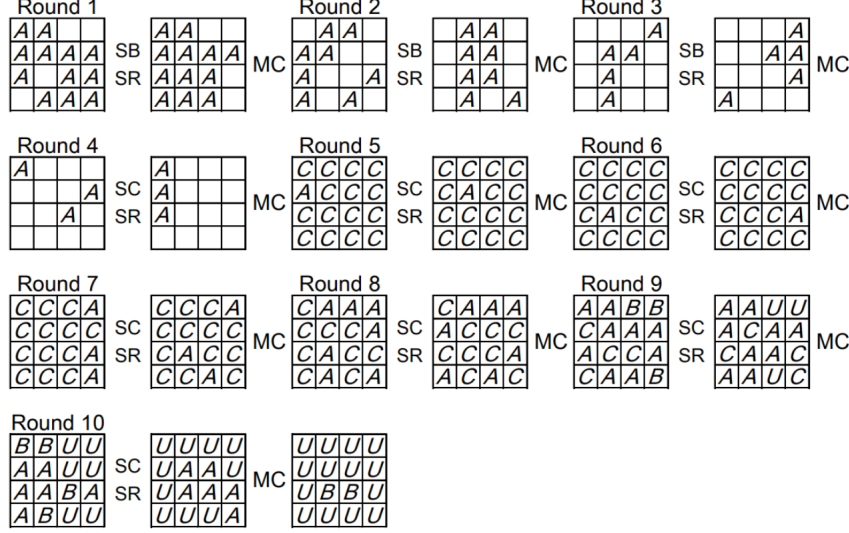 Round 1 Round 2 Round 3
A A A A A A A A A A
A A A A SB A A A A MC A A SB A A MC A A SB A A MC
A A A SR A A A A A SR A A A SR A
A A A A A A A A A A A A
Round 4 Round 5 Round 6
A A C C C C C C C C C C C C C C C C
A SC A MC A C C C SC C A C C MC C C C C SC C C C C MC
A SR A C C C C SR C C C C C A C C SR C C C A
C C C C C C C C C C C C C C C C
Round 7 Round 8 Round 9
C C C A C C C A C A A A C A A A A A B B A A U U
C C C C SC C C C C MC C C C A SC A C C C MC C A A A SC A C A A MC
C C C A SR C A C C C A C C SR C C C A A C C A SR C A A C
C C C A C C A C C A C A A C A C C A A B A A U C
Round 10
B B U U U U U U U U U U
A A U U SC U A A U MC U U U U
A A B A SR U A A A U B B U
A B U U U U U A U U U U